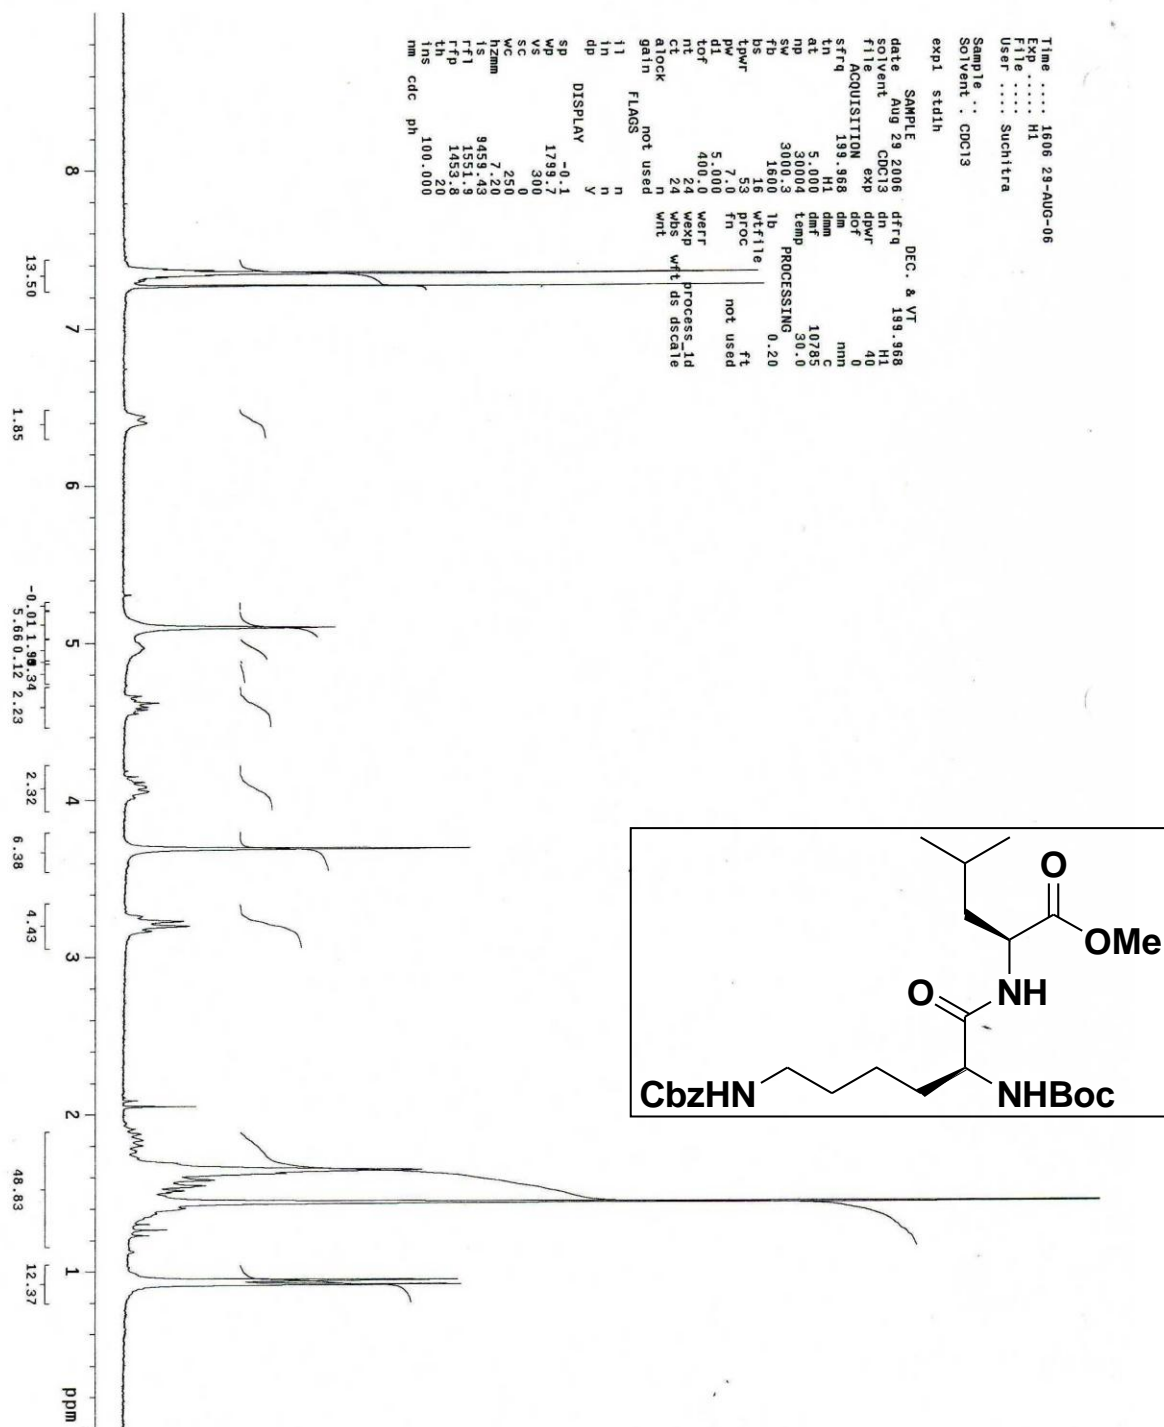 Time .... 1606 29-AUG-06
Exp ..... H1
File ....
User .... Suchitra
Sample ..
Solvent . CDCl3
exp1 std1h
SAMPLE DEC. & VT
date Aug 29 2006 dfrq 199.968
solvent CDCl3 dn H1
file exp dpwr 40
ACQUISITION dof 0
sfrq 199.968 dm nnn
tn H1 dmm c
at 5.000 dmf 10785
np 30004 temp 30.0
sw 3000.3 PROCESSING
fb 1600 lb 0.20
bs 16 wtfile
tpwr 53 proc ft
pw 7.0 fn not used
d1 5.000
tof 400.0 werr
nt 24 wexp process_1d
ct 24 wbs wft ds dscale
alock n wnt
gain not used
FLAGS
il n
in n
dp y
DISPLAY
sp -0.1
wp 1799.7
vs 300
sc 0
wc 250
hzmm 7.20
is 9459.43
rfl 1551.9
rfp 1453.8
th 20
ins 100.000
nm cdc ph
8 7 6 5 4 3 2 1 ppm
13.50 1.85 -0.01 5.66 0.12 2.23 2.32 6.38 4.43 48.83 12.37
O
OMe
O
NH
CbzHN
NHBoc